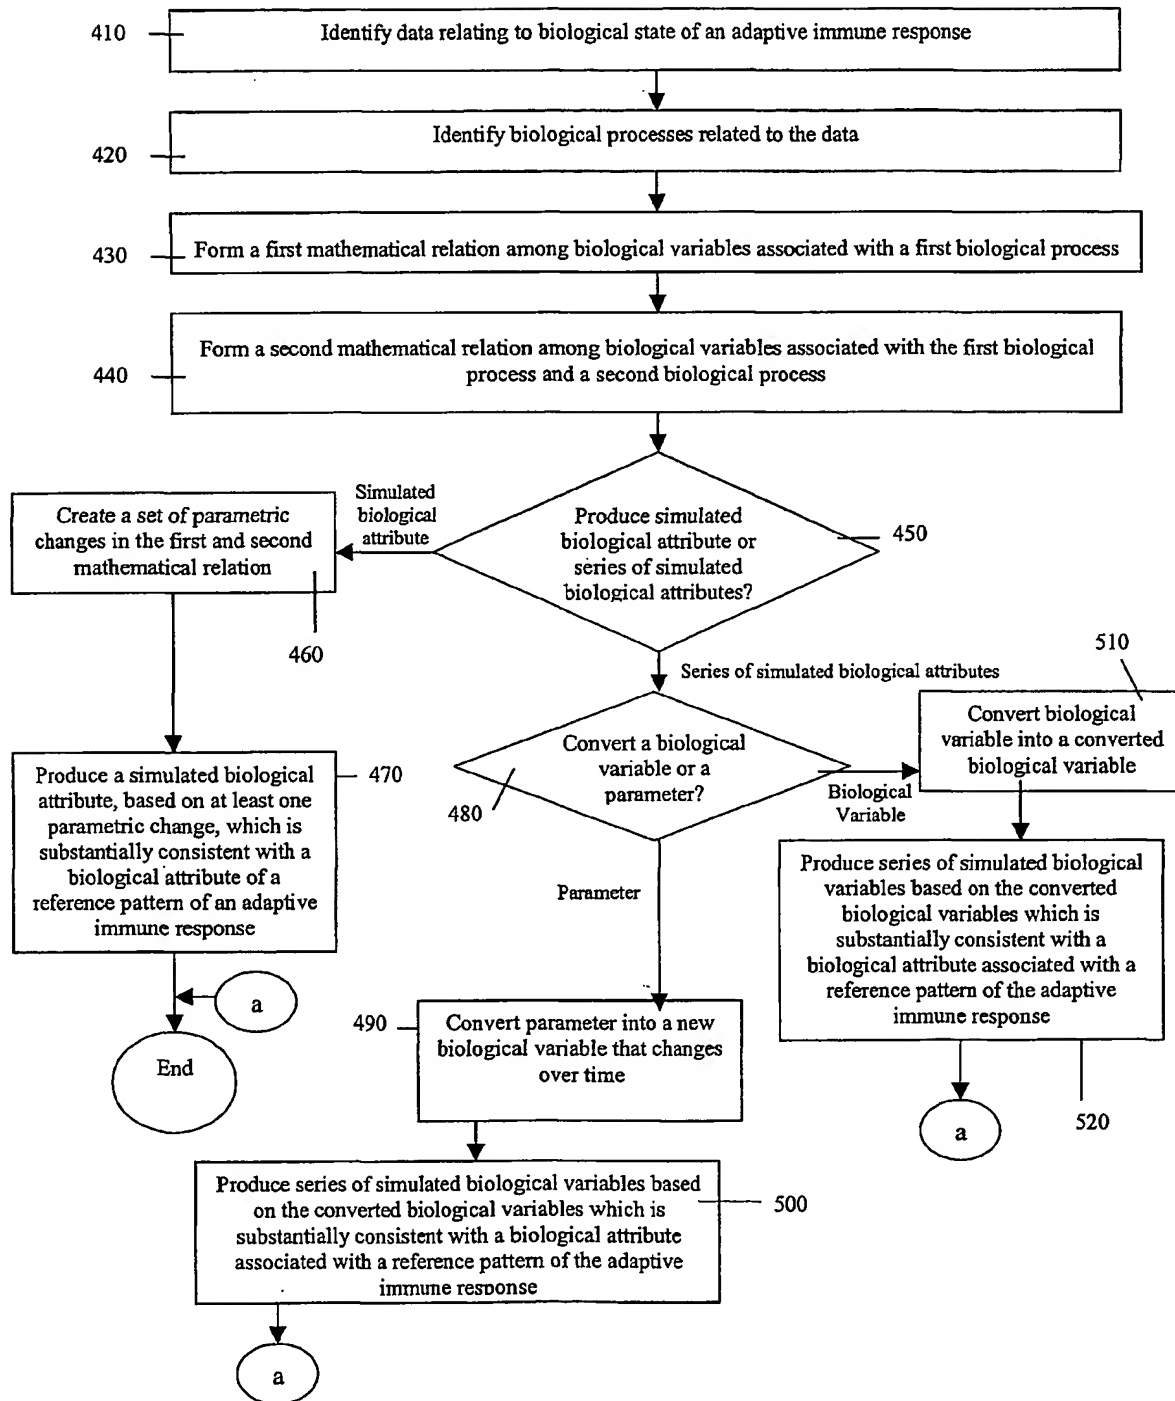 410
Identify data relating to biological state of an adaptive immune response
420
Identify biological processes related to the data
430
Form a first mathematical relation among biological variables associated with a first biological process
440
Form a second mathematical relation among biological variables associated with the first biological
process and a second biological process
450
Produce simulated
biological attribute or
series of simulated
biological attributes?
Simulated
biological
attribute
Create a set of parametric
changes in the first and second
mathematical relation
460
Produce a simulated biological
attribute, based on at least one
parametric change, which is
substantially consistent with a
biological attribute of a
reference pattern of an adaptive
immune response
470
a
End
Series of simulated biological attributes
Convert a biological
variable or a
parameter?
480
Biological
Variable
510
Convert biological
variable into a converted
biological variable
Produce series of simulated biological
variables based on the converted
biological variables which is
substantially consistent with a
biological attribute associated with a
reference pattern of the adaptive
immune response
520
a
Parameter
490
Convert parameter into a new
biological variable that changes
over time
Produce series of simulated biological variables based
on the converted biological variables which is
substantially consistent with a biological attribute
associated with a reference pattern of the adaptive
immune response
500
a